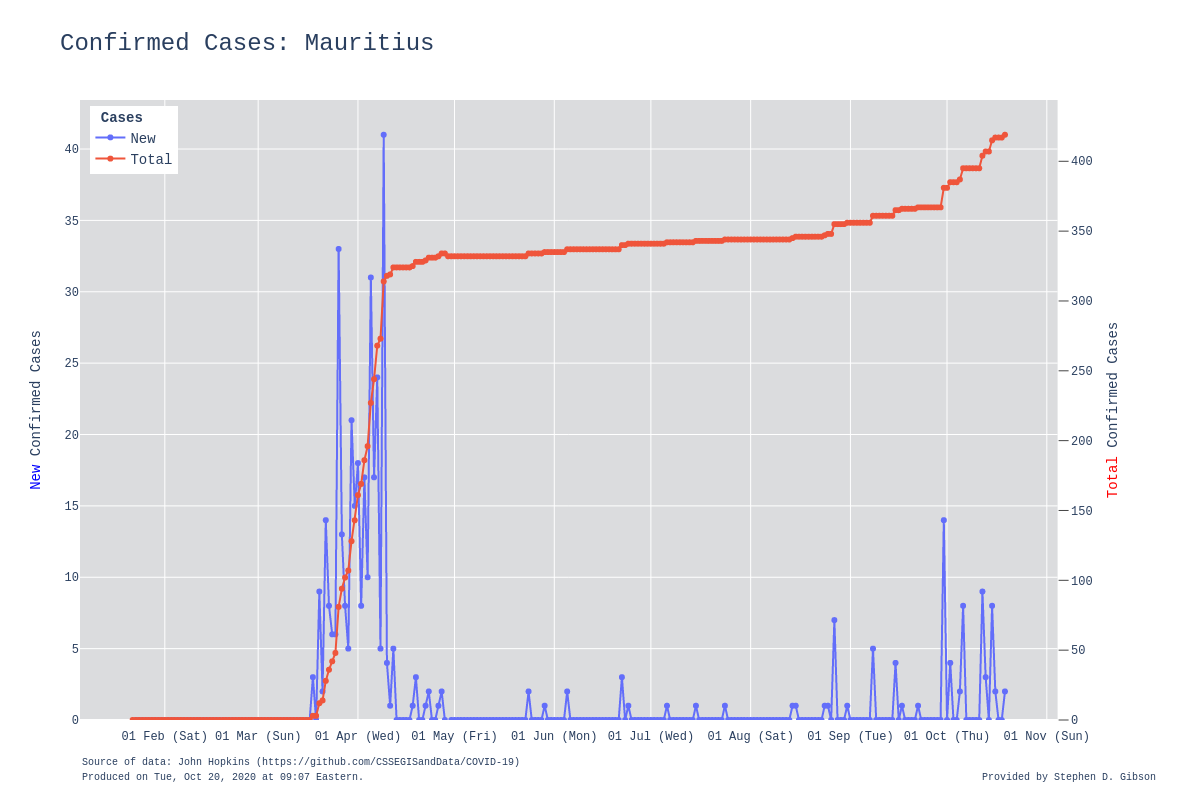 Confirmed Cases: Mauritius
Cases
New
Total
40
35
30
25
20
15
10
5
0
400
350
300
250
200
150
100
50
0
New Confirmed Cases
Total Confirmed Cases
01 Feb (Sat) 01 Mar (Sun) 01 Apr (Wed) 01 May (Fri) 01 Jun (Mon) 01 Jul (Wed) 01 Aug (Sat) 01 Sep (Tue) 01 Oct (Thu) 01 Nov (Sun)
Source of data: John Hopkins (https://github.com/CSSEGISandData/COVID-19)
Produced on Tue, Oct 20, 2020 at 09:07 Eastern.
Provided by Stephen D. Gibson